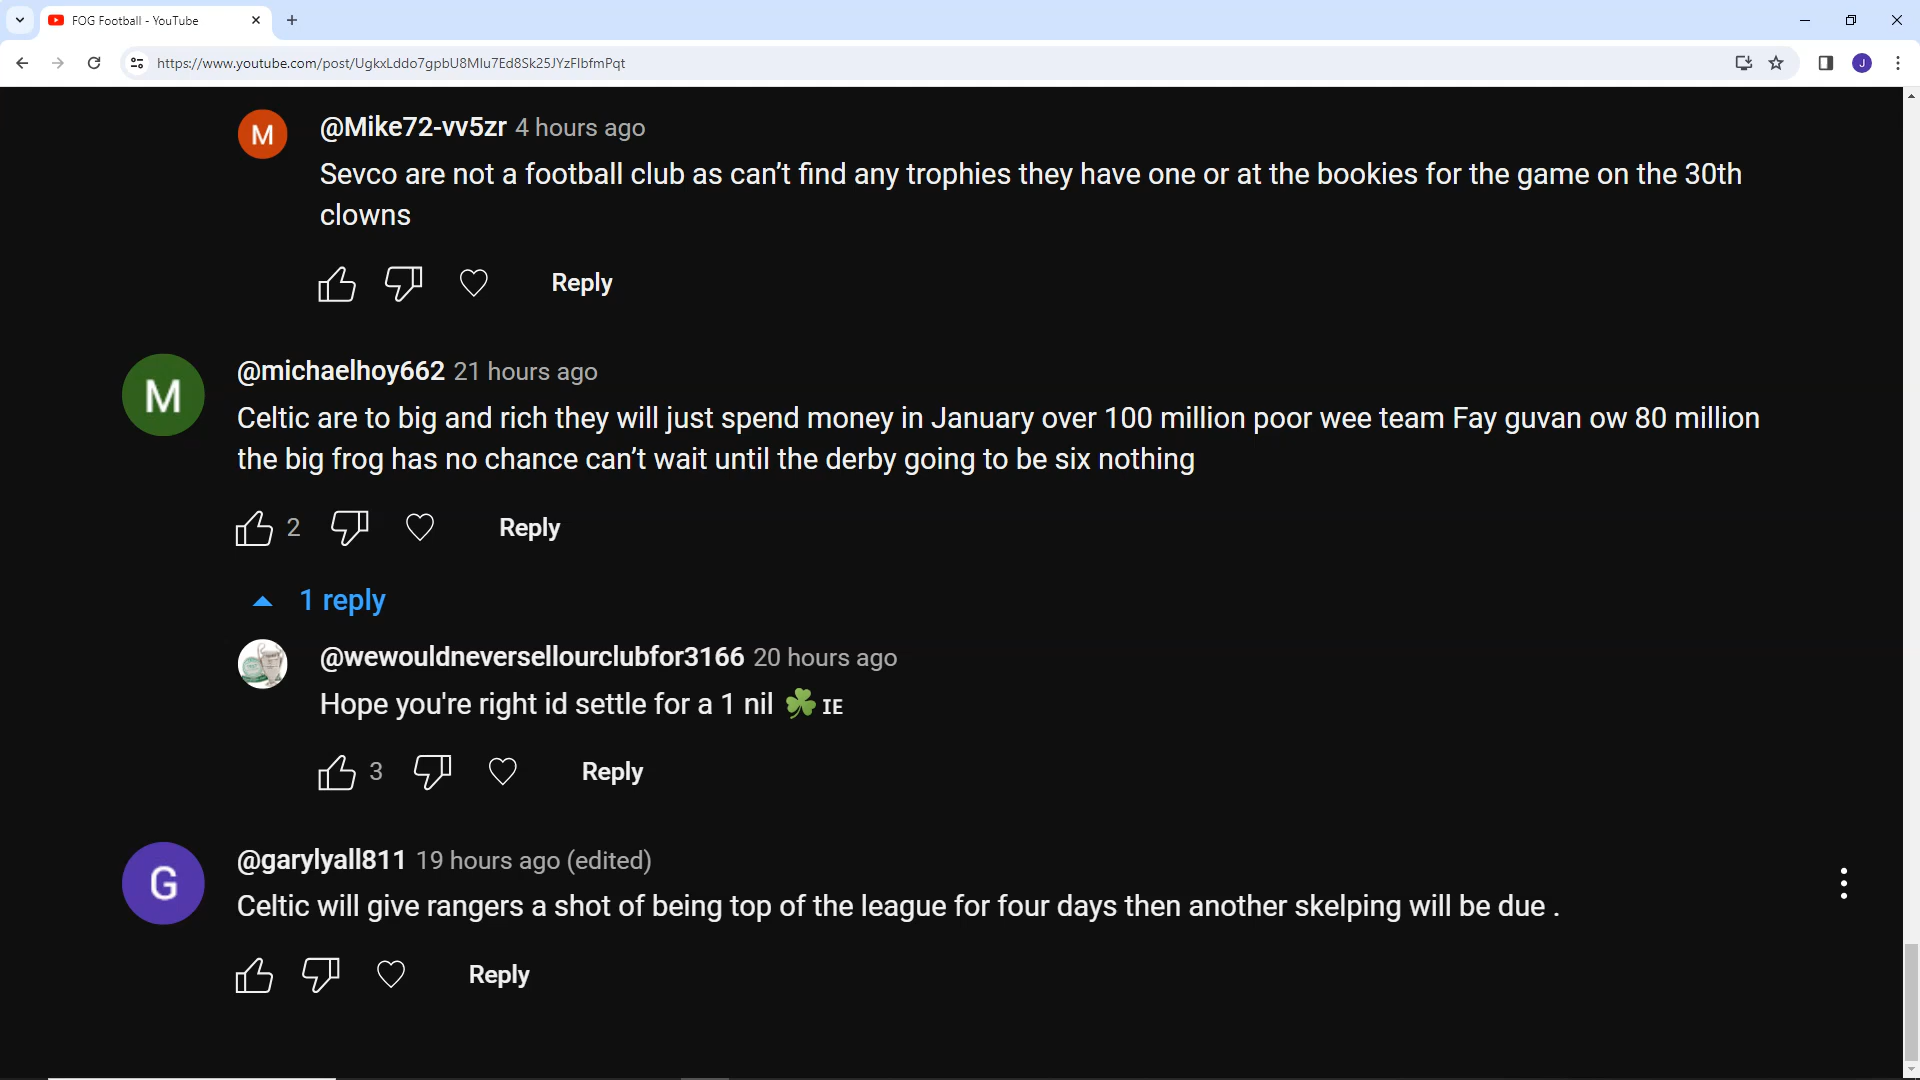 FOG Football - YouTube
https://www.youtube.com/post/UgkxLddo7gpbU8Mlu7Ed8Sk25JYzFlbfmPqt
J
M
@Mike72-vv5zr 4 hours ago
Sevco are not a football club as can’t find any trophies they have one or at the bookies for the game on the 30th
clowns
Reply
M
@michaelhoy662 21 hours ago
Celtic are to big and rich they will just spend money in January over 100 million poor wee team Fay guvan ow 80 million
the big frog has no chance can’t wait until the derby going to be six nothing
2 Reply
1 reply
@wewouldneversellourclubfor3166 20 hours ago
Hope you're right id settle for a 1 nil ☘️ IE
3 Reply
G
@garylyall811 19 hours ago (edited)
Celtic will give rangers a shot of being top of the league for four days then another skelping will be due .
Reply